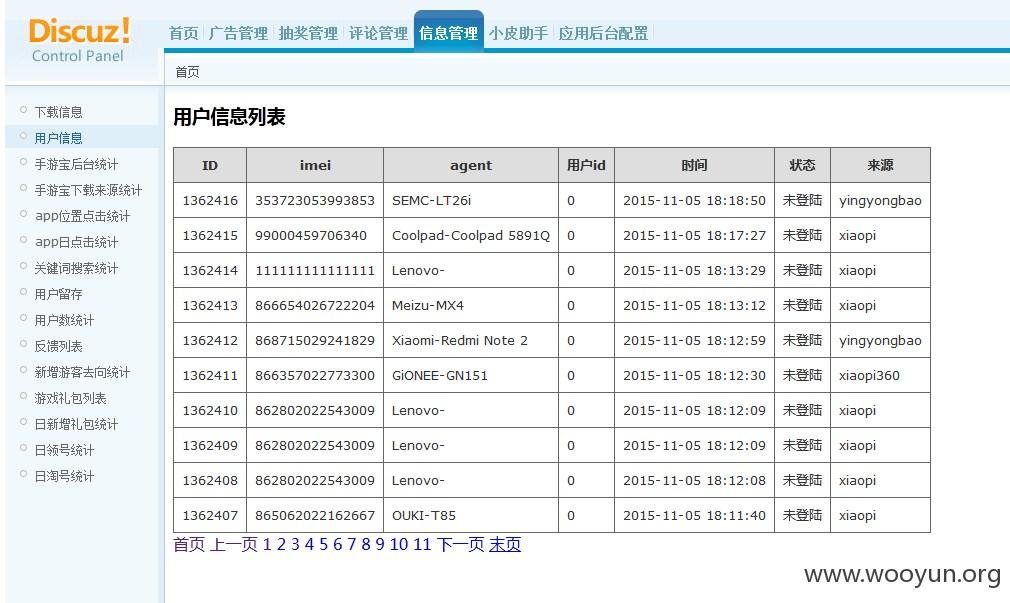 Discuz!
Control Panel
首页 广告管理 抽奖管理 评论管理 信息管理 小皮助手 应用后台配置
首页
下载信息
用户信息
手游宝后台统计
手游宝下载来源统计
app位置点击统计
app日点击统计
关键词搜索统计
用户留存
用户数统计
反馈列表
新增游客去向统计
游戏礼包列表
日新增礼包统计
日领号统计
日淘号统计
用户信息列表
ID imei agent 用户id 时间 状态 来源
1362416 353723053993853 SEMC-LT26i 0 2015-11-05 18:18:50 未登陆 yingyongbao
1362415 99000459706340 Coolpad-Coolpad 5891Q 0 2015-11-05 18:17:27 未登陆 xiaopi
1362414 111111111111111 Lenovo- 0 2015-11-05 18:13:29 未登陆 xiaopi
1362413 866654026722204 Meizu-MX4 0 2015-11-05 18:13:12 未登陆 xiaopi
1362412 868715029241829 Xiaomi-Redmi Note 2 0 2015-11-05 18:12:59 未登陆 yingyongbao
1362411 866357022773300 GiONEE-GN151 0 2015-11-05 18:12:30 未登陆 xiaopi360
1362410 862802022543009 Lenovo- 0 2015-11-05 18:12:09 未登陆 xiaopi
1362409 862802022543009 Lenovo- 0 2015-11-05 18:12:09 未登陆 xiaopi
1362408 862802022543009 Lenovo- 0 2015-11-05 18:12:08 未登陆 xiaopi
1362407 865062022162667 OUKI-T85 0 2015-11-05 18:11:40 未登陆 xiaopi
首页 上一页 1 2 3 4 5 6 7 8 9 10 11 下一页 末页
www.wooyun.org